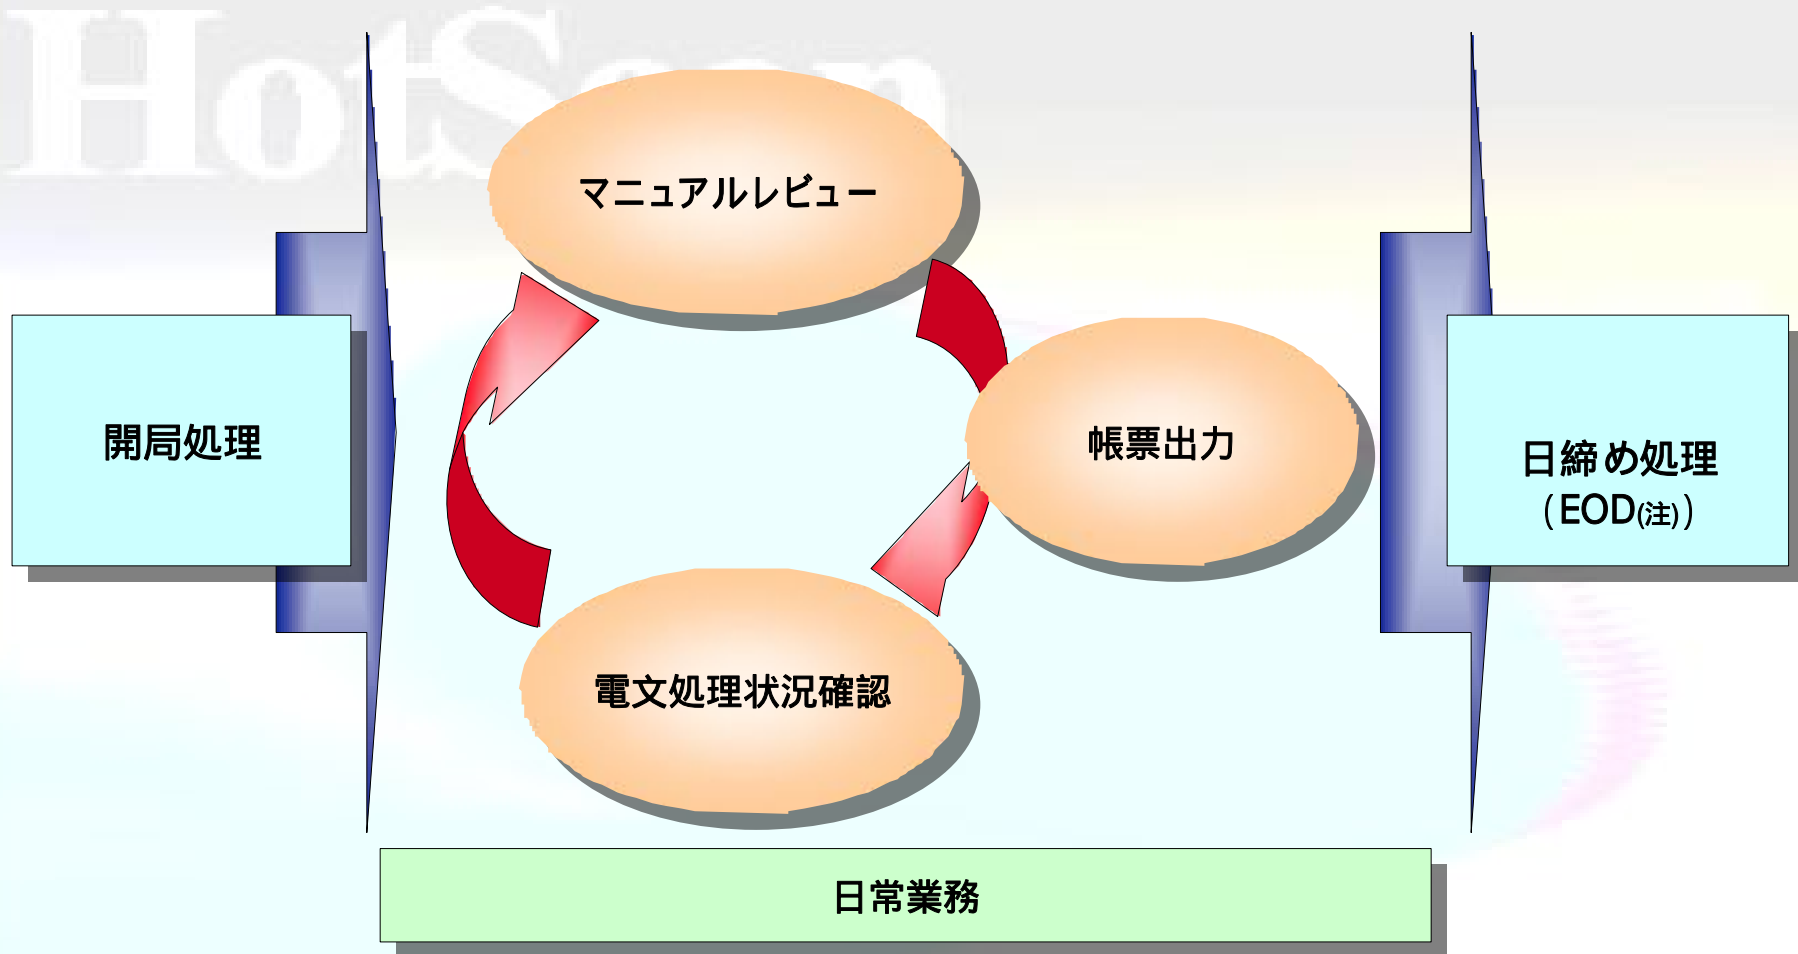 HotScan
マニュアルレビュー
開局処理
帳票出力
日締め処理
(EOD(注))
電文処理状況確認
日常業務